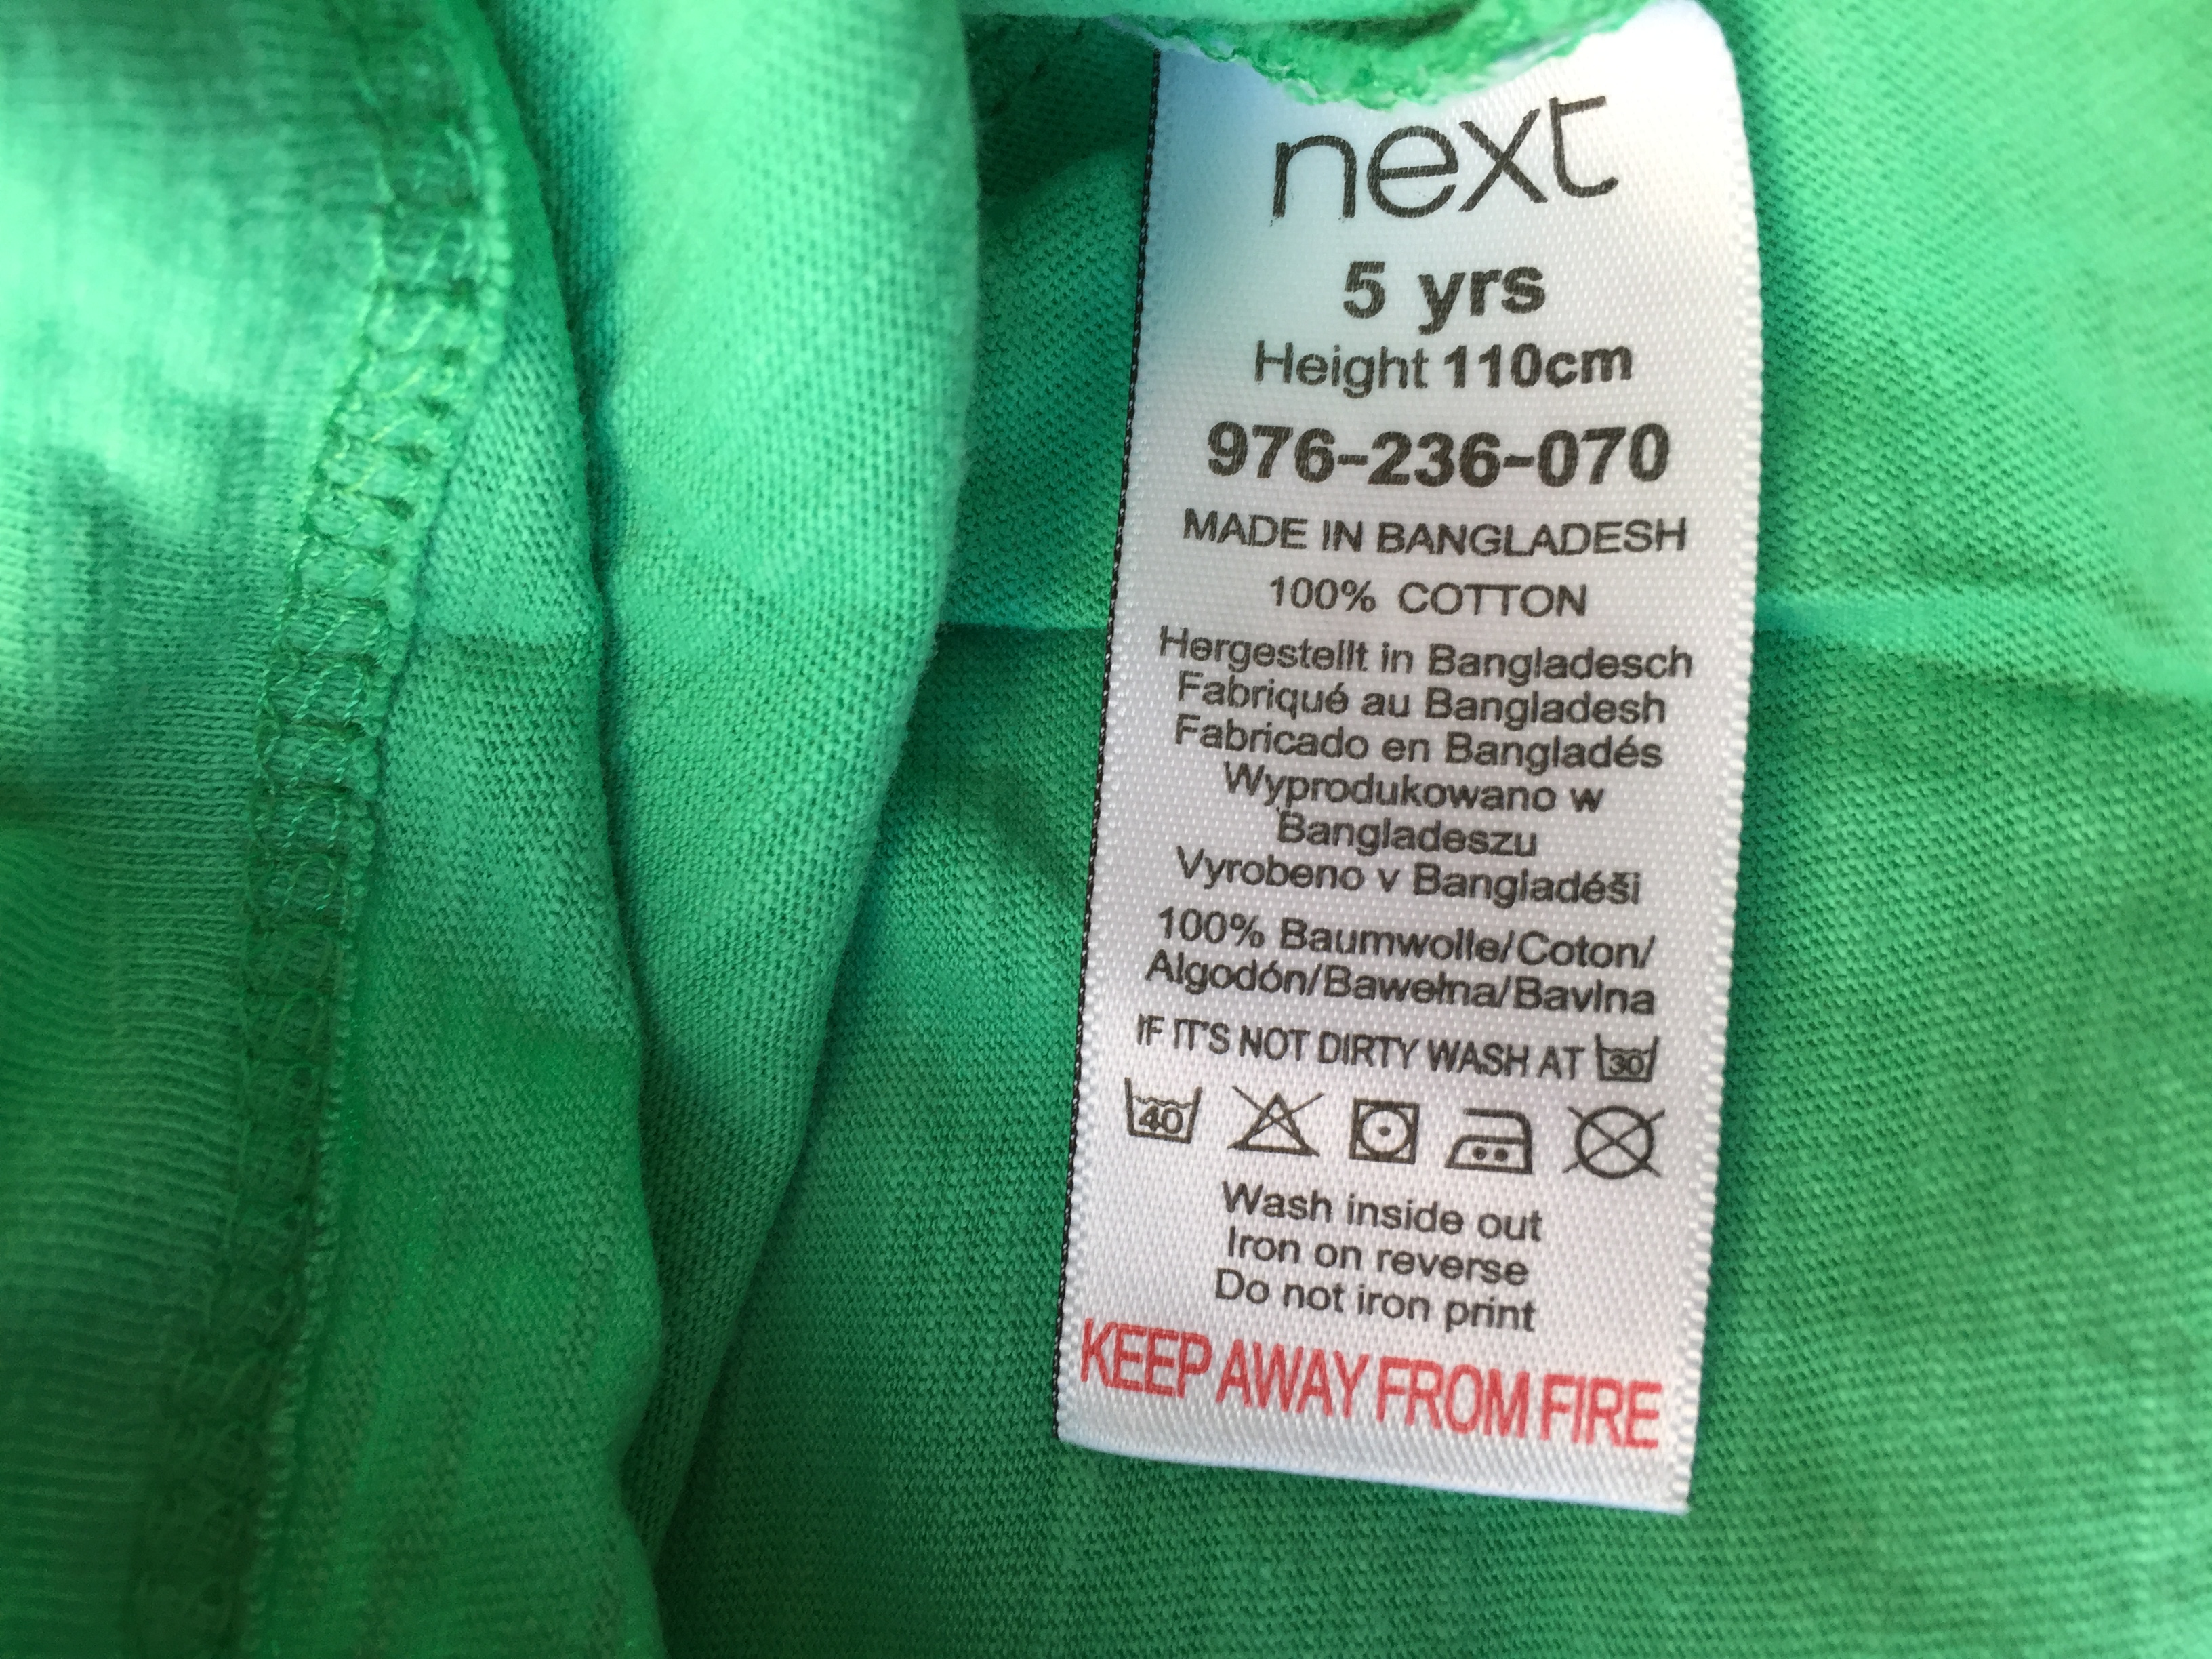 next
5 yrs
Height 110cm
976-236-070
MADE IN BANGLADESH
100% COTTON
Hergestellt in Bangladesch
Fabriqué au Bangladesh
Fabricado en Bangladés
Wyprodukowano w
Bangladeszu
Vyrobeno v Bangladéši
100% Baumwolle/Coton/
Algodón/Bawełna/Bavlna
IF IT'S NOT DIRTY WASH AT 30
40
Wash inside out
Iron on reverse
Do not iron print
KEEP AWAY FROM FIRE